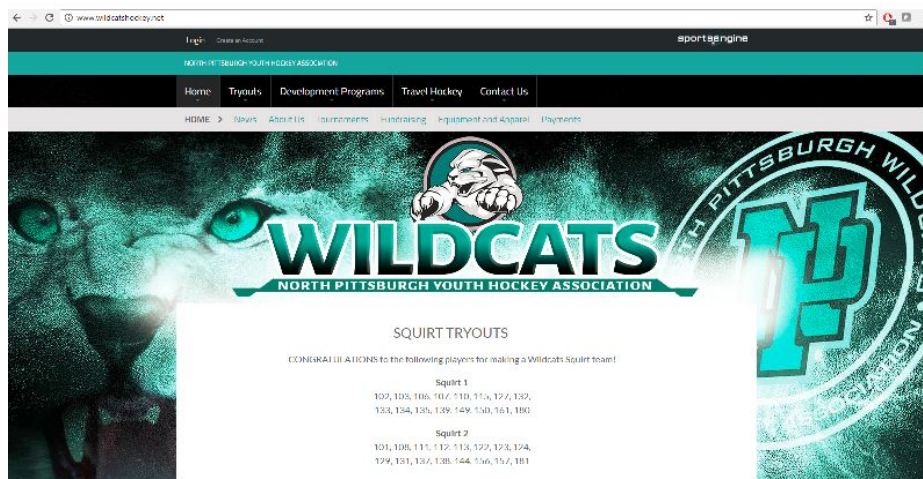 www.wildcatshockey.net
Login Create an Account
sportsengine
NORTH PITTSBURGH YOUTH HOCKEY ASSOCIATION
Home Tryouts Development Programs Travel Hockey Contact Us
HOME > News About Us Tournaments Fundraising Equipment and Apparel Payments
PITTSBURGH WILD
NP
WILDCATS
NORTH PITTSBURGH YOUTH HOCKEY ASSOCIATION
SQUIRT TRYOUTS
CONGRATULATIONS to the following players for making a Wildcats Squirt team!
Squirt 1
102, 103, 106, 107, 110, 115, 127, 132,
133, 134, 135, 139, 149, 150, 161, 180
Squirt 2
101, 108, 111, 112, 113, 122, 123, 124,
129, 131, 137, 138, 144, 156, 157, 181